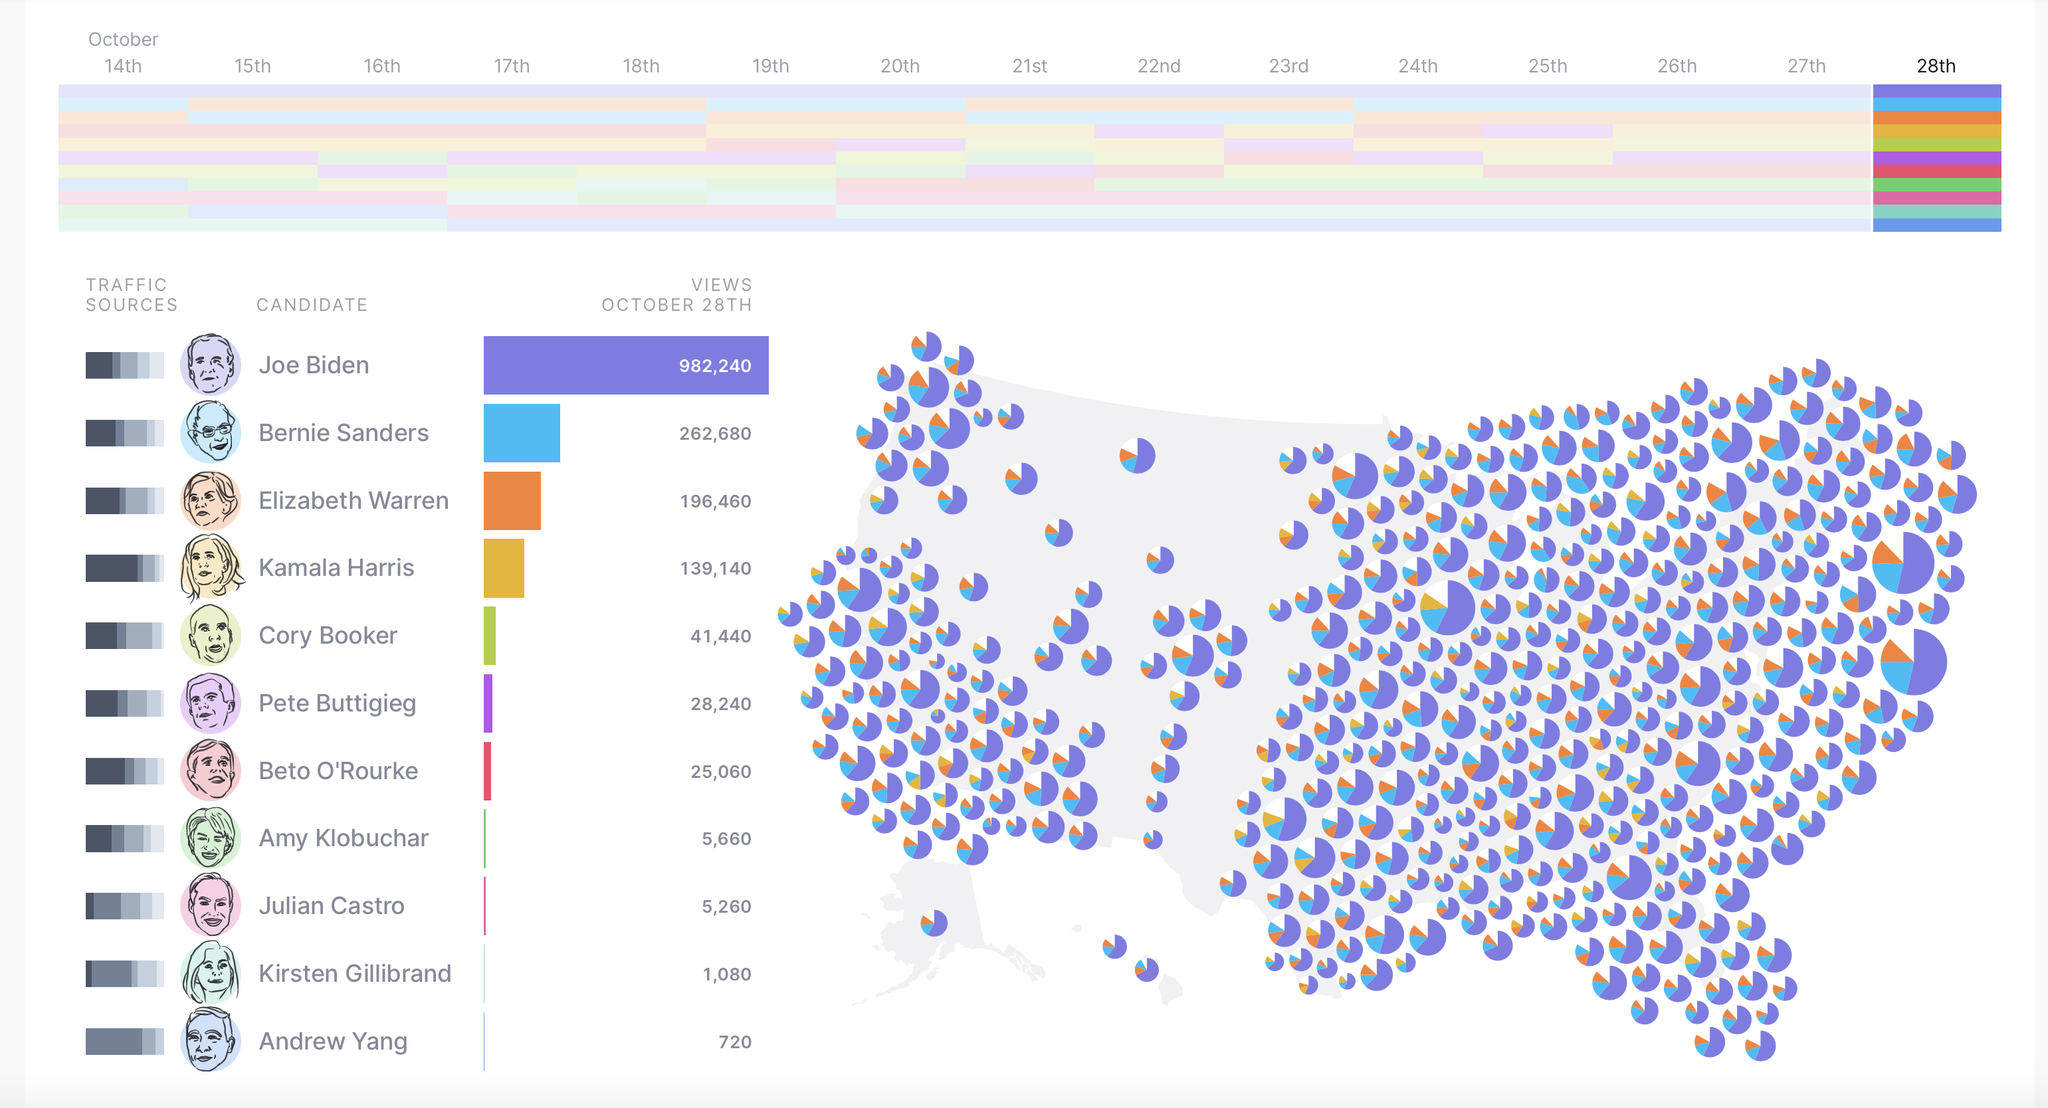 October
14th 15th 16th 17th 18th 19th 20th 21st 22nd 23rd 24th 25th 26th 27th 28th
TRAFFIC SOURCES
CANDIDATE
VIEWS OCTOBER 28TH
Joe Biden 982,240
Bernie Sanders 262,680
Elizabeth Warren 196,460
Kamala Harris 139,140
Cory Booker 41,440
Pete Buttigieg 28,240
Beto O'Rourke 25,060
Amy Klobuchar 5,660
Julian Castro 5,260
Kirsten Gillibrand 1,080
Andrew Yang 720